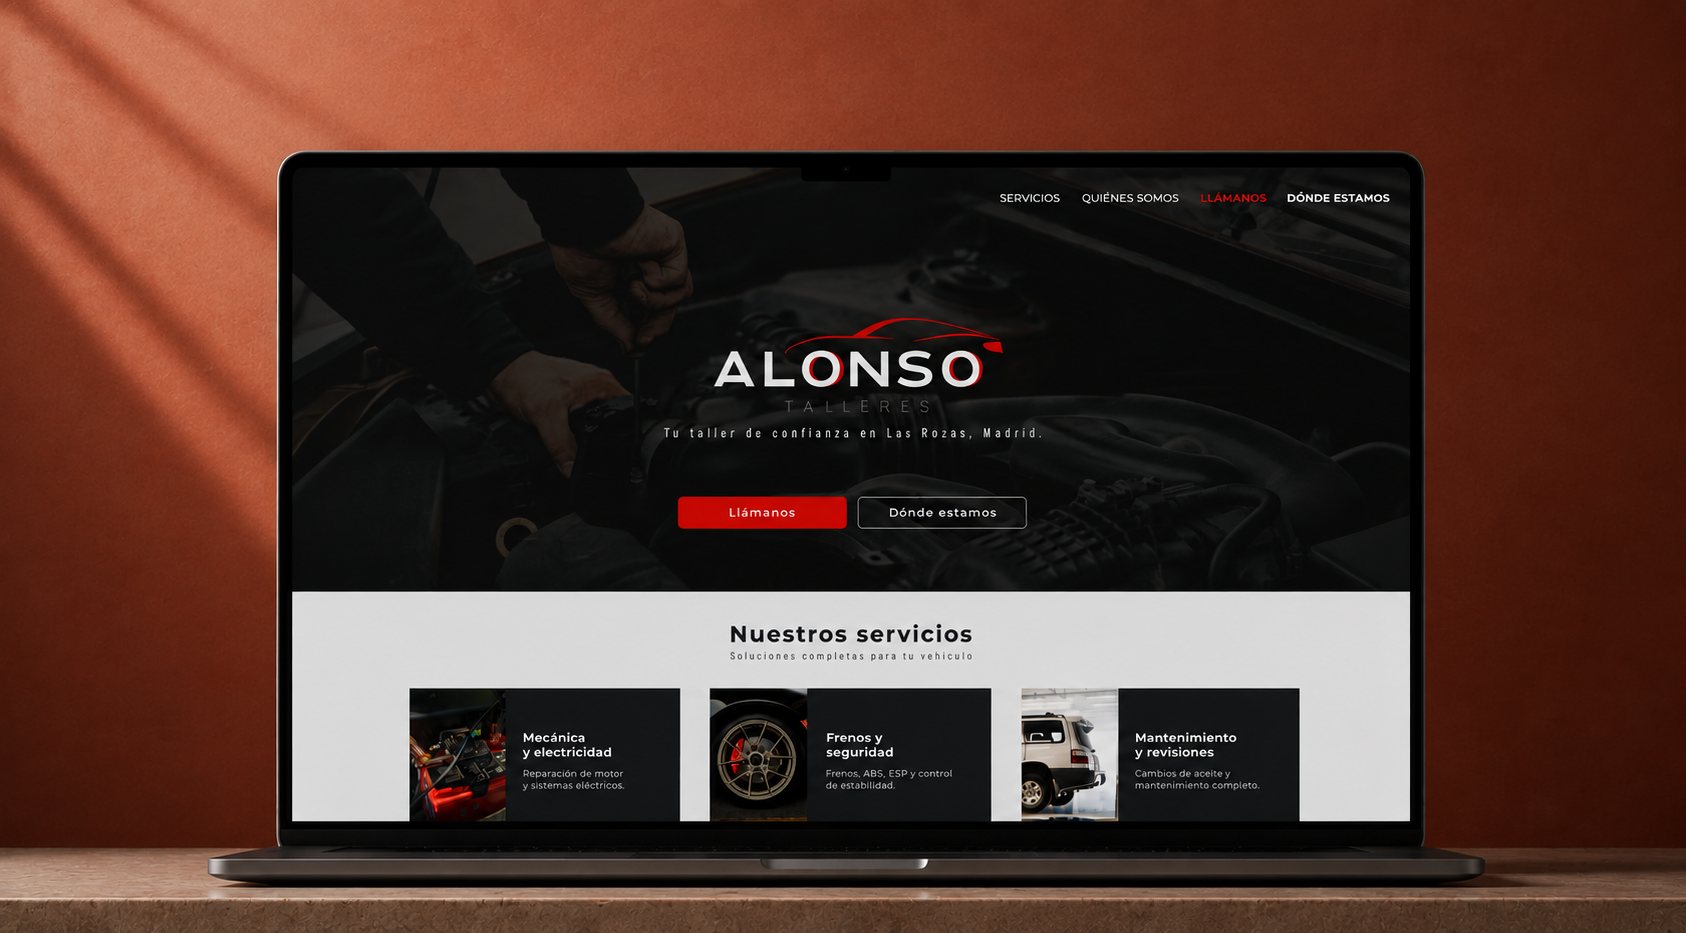 SERVICIOS QUIÉNES SOMOS LLÁMANOS DÓNDE ESTAMOS
ALONSO
TALLERES
Tu taller de confianza en Las Rozas, Madrid.
Llámanos Dónde estamos
Nuestros servicios
Soluciones completas para tu vehículo
Mecánica
y electricidad
Reparación de motor
y sistemas eléctricos.
Frenos y
seguridad
Frenos, ABS, ESP y control
de estabilidad.
Mantenimiento
y revisiones
Cambios de aceite y
mantenimiento completo.